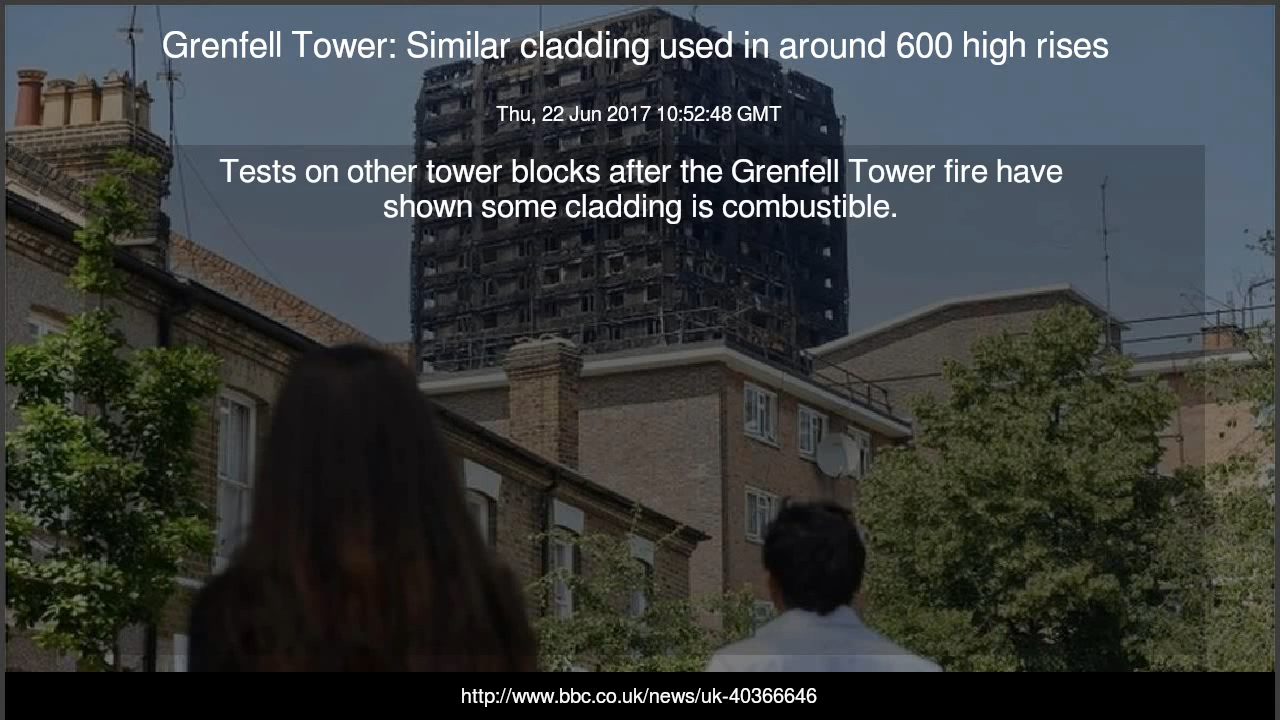 Grenfell Tower: Similar cladding used in around 600 high rises
Thu, 22 Jun 2017 10:52:48 GMT
Tests on other tower blocks after the Grenfell Tower fire have
shown some cladding is combustible.
http://www.bbc.co.uk/news/uk-40366646